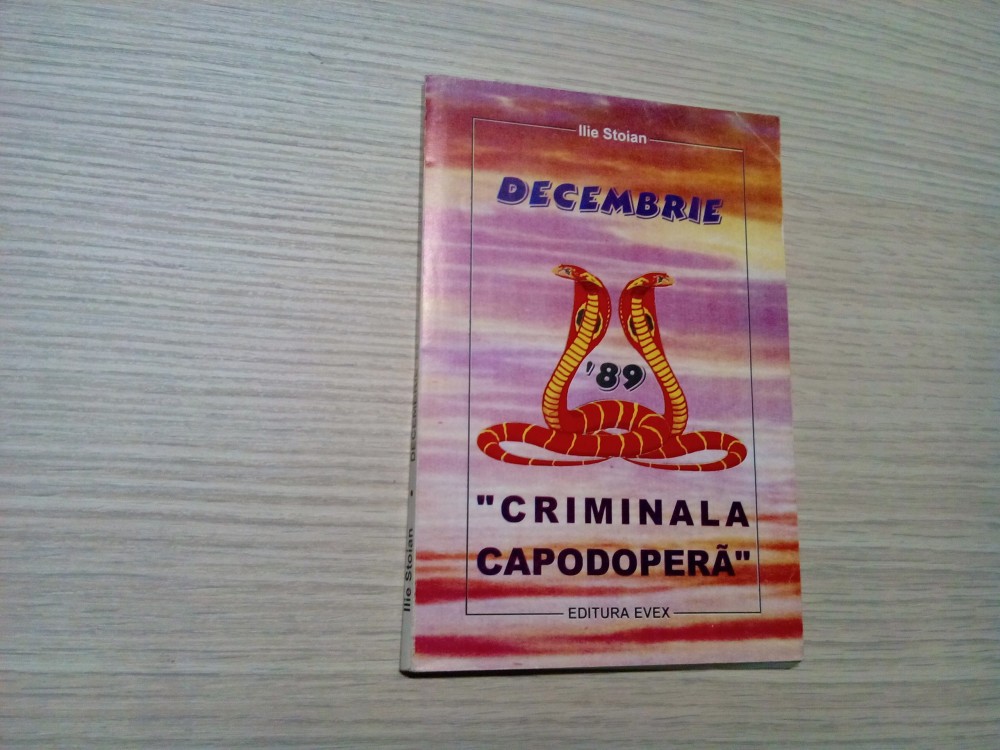 Ilie Stoian
DECEMBRIE
'89
"CRIMINALA
CAPODOPERÃ"
EDITURA EVEX
Ilie Stoian •